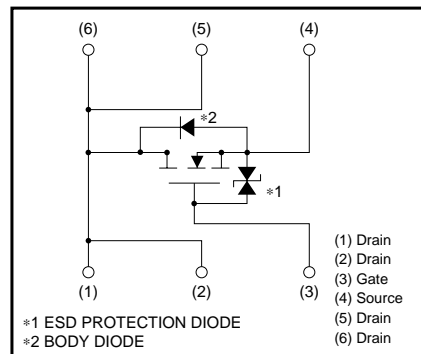 (6) (5) (4)
∗2
∗1
(1) (2) (3)
(1) Drain
(2) Drain
(3) Gate
(4) Source
(5) Drain
(6) Drain
∗1 ESD PROTECTION DIODE
∗2 BODY DIODE